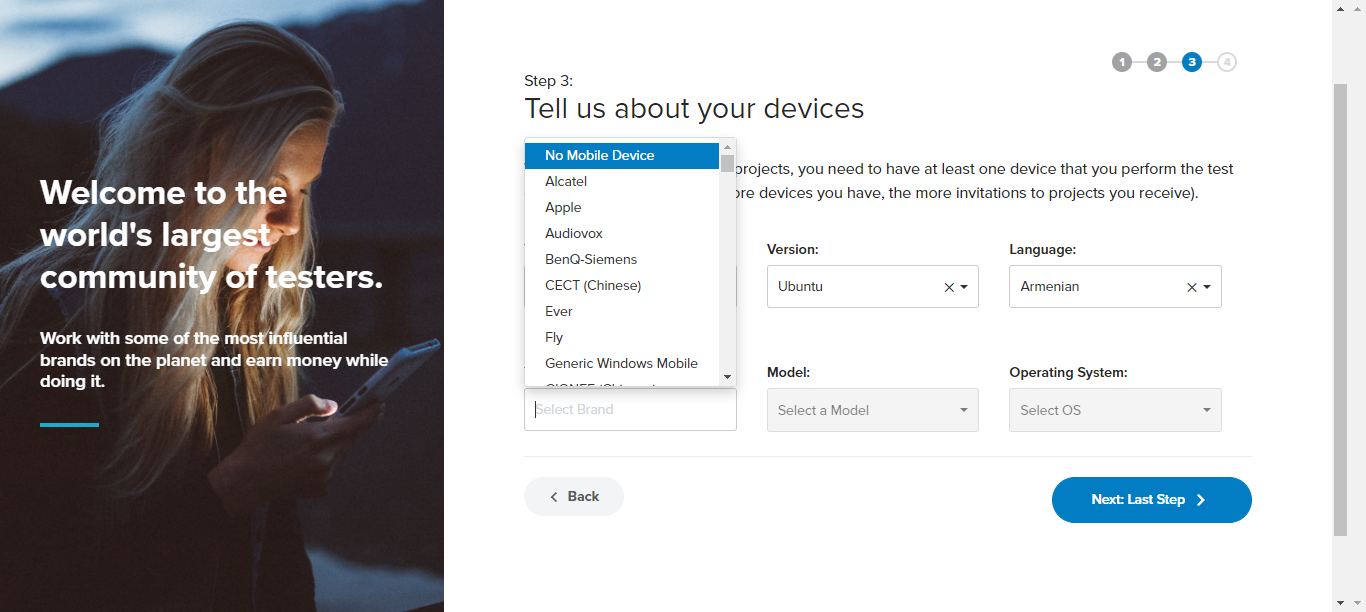 Welcome to the
world's largest
community of testers.
Work with some of the most influential
brands on the planet and earn money while
doing it.
1 2 3 4
Step 3:
Tell us about your devices
projects, you need to have at least one device that you perform the test
devices you have, the more invitations to projects you receive).
No Mobile Device
Alcatel
Apple
Audiovox
BenQ-Siemens
CECT (Chinese)
Ever
Fly
Generic Windows Mobile
Version:
Language:
Ubuntu
Armenian
Model:
Operating System:
Select Brand
Select a Model
Select OS
Back
Next: Last Step